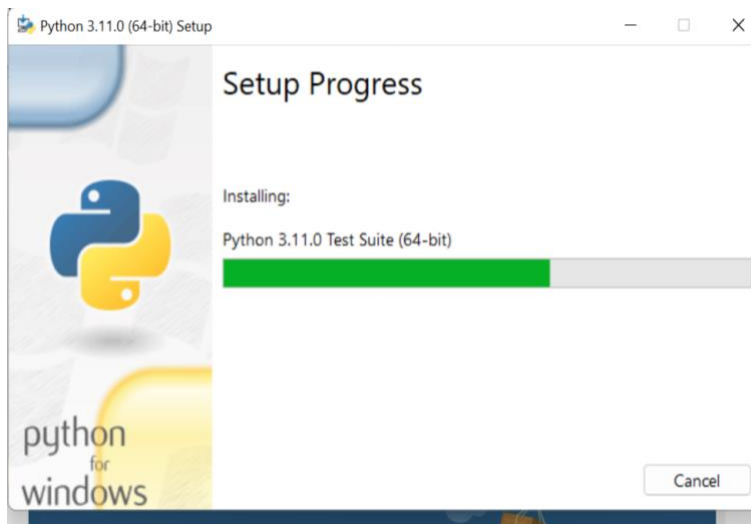 Python 3.11.0 (64-bit) Setup
Setup Progress
Installing:
Python 3.11.0 Test Suite (64-bit)
python
for
windows
Cancel